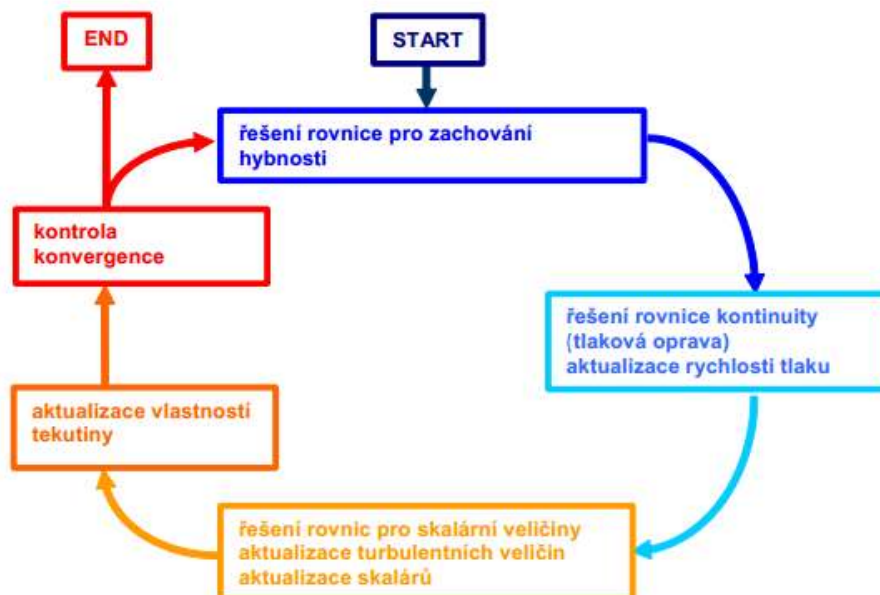 END
START
řešení rovnice pro zachování
hybnosti
kontrola
konvergence
řešení rovnice kontinuity
(tlaková oprava)
aktualizace rychlosti tlaku
aktualizace vlastností
tekutiny
řešení rovnic pro skalární veličiny
aktualizace turbulentních veličin
aktualizace skalárů